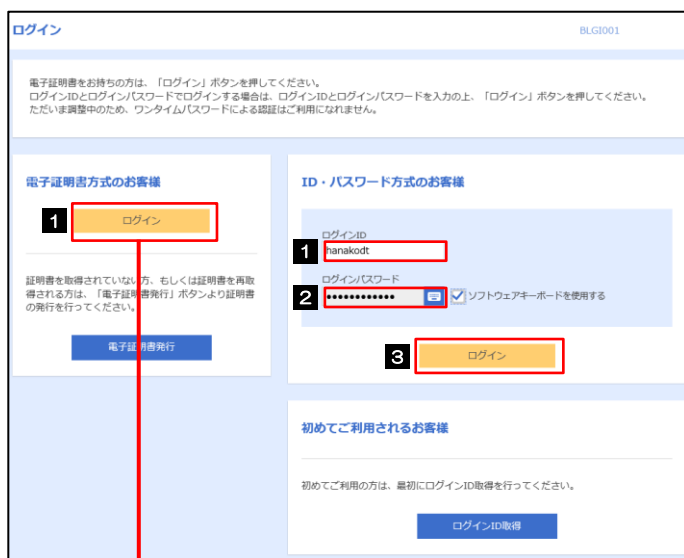 ログイン
BLGI001
電子証明書をお持ちの方は、「ログイン」ボタンを押してください。
ログインIDとログインパスワードでログインする場合は、ログインIDとログインパスワードを入力の上、「ログイン」ボタンを押してください。
ただいま調整中のため、ワンタイムパスワードによる認証はご利用になれません。
電子証明書方式のお客様
1
ログイン
証明書を取得されていない方、もしくは証明書を再取
得される方は、「電子証明書発行」ボタンより証明書
の発行を行ってください。
電子証明書発行
ID・パスワード方式のお客様
ログインID
1
hanakodt
ログインパスワード
2
••••••••••••
ソフトウェアキーボードを使用する
3
ログイン
初めてご利用されるお客様
初めてご利用の方は、最初にログインID取得を行ってください。
ログインID取得